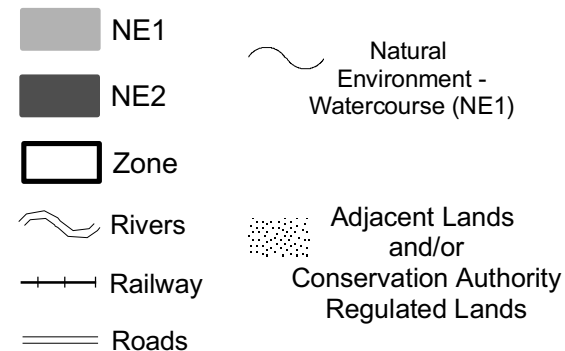 NE1
NE2
Zone
Rivers
Railway
Roads
Natural
Environment -
Watercourse (NE1)
Adjacent Lands
and/or
Conservation Authority
Regulated Lands